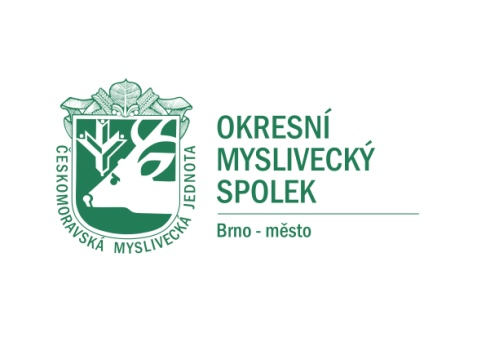 ČESKOMORAVSKÁ MYSLIVECKÁ JEDNOTA
OKRESNÍ
MYSLIVECKÝ
SPOLEK
Brno - město